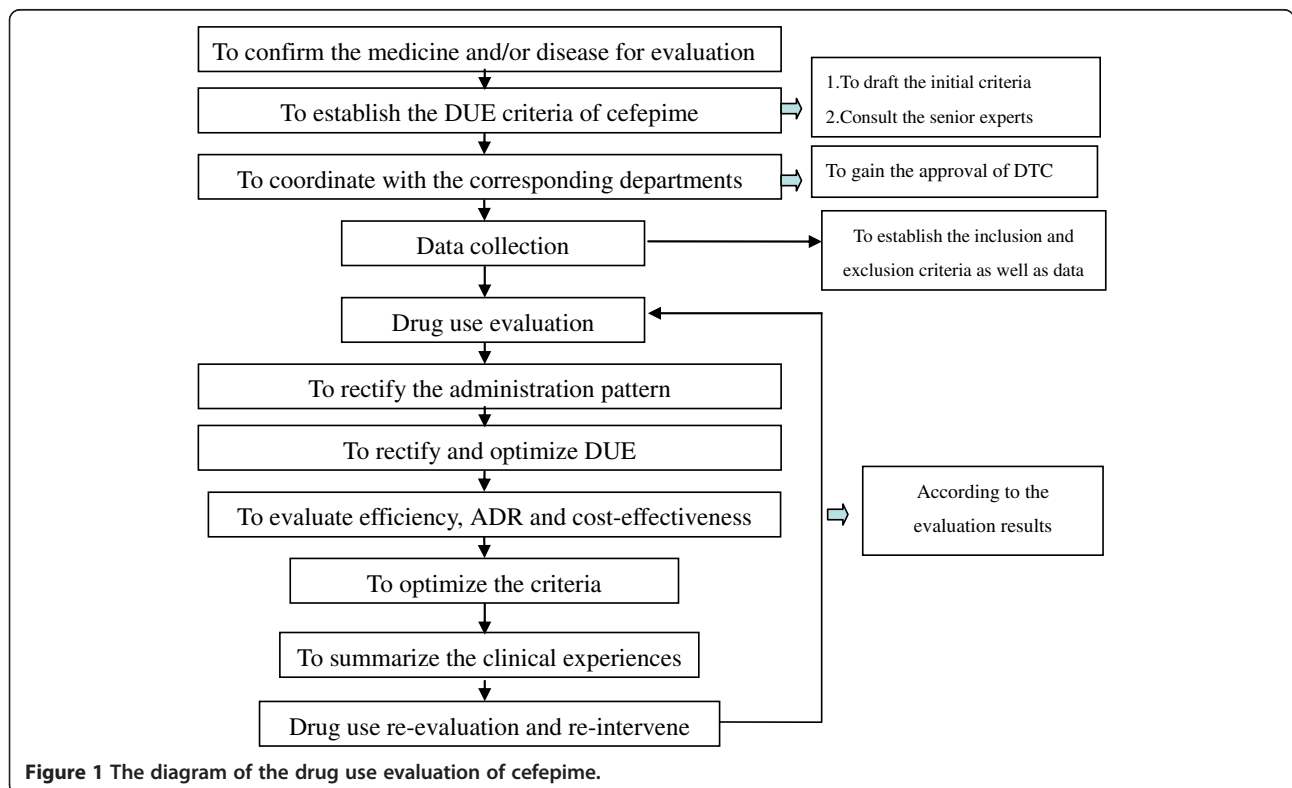 To confirm the medicine and/or disease for evaluation
To establish the DUE criteria of cefepime
1.To draft the initial criteria
2.Consult the senior experts
To coordinate with the corresponding departments
To gain the approval of DTC
Data collection
To establish the inclusion and
exclusion criteria as well as data
Drug use evaluation
To rectify the administration pattern
To rectify and optimize DUE
To evaluate efficiency, ADR and cost-effectiveness
According to the
evaluation results
To optimize the criteria
To summarize the clinical experiences
Drug use re-evaluation and re-intervene
Figure 1 The diagram of the drug use evaluation of cefepime.